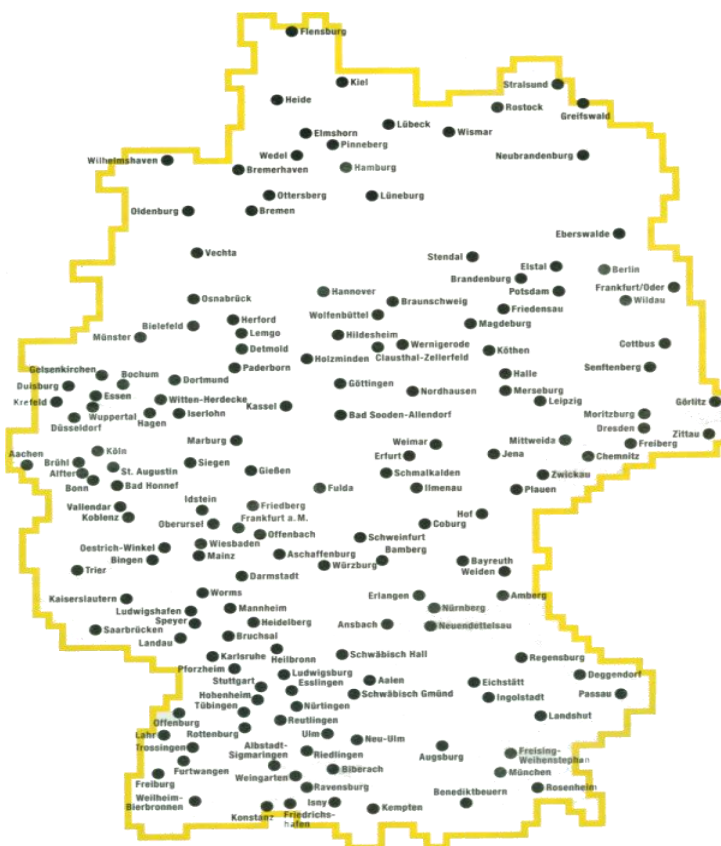 Flensburg
Kiel
Stralsund
Heide
Rostock
Greifswald
Lübeck
Elmshorn
Wismar
Pinneberg
Wedel
Neubrandenburg
Wilhelmshaven
Bremerhaven
Hamburg
Ottersberg
Lüneburg
Oldenburg
Bremen
Eberswalde
Vechta
Stendal
Elstal
Berlin
Brandenburg
Frankfurt/Oder
Hannover
Potsdam
Osnabrück
Braunschweig
Wildau
Wolfenbüttel
Friedensau
Herford
Bielefeld
Magdeburg
Lemgo
Hildesheim
Münster
Wernigerode
Cottbus
Detmold
Köthen
Holzminden
Clausthal-Zellerfeld
Paderborn
Senftenberg
Gelsenkirchen
Bochum
Dortmund
Halle
Duisburg
Göttingen
Nordhausen
Merseburg
Essen
Krefeld
Witten-Herdecke
Leipzig
Görlitz
Kassel
Wuppertal
Iserlohn
Bad Sooden-Allendorf
Moritzburg
Düsseldorf
Hagen
Dresden
Zittau
Marburg
Weimar
Mittweida
Freiberg
Köln
Aachen
Erfurt
Jena
Chemnitz
Brühl
Siegen
St. Augustin
Gießen
Alfter
Schmalkalden
Zwickau
Bonn
Bad Honnef
Fulda
Ilmenau
Plauen
Idstein
Vallendar
Friedberg
Koblenz
Hof
Frankfurt a.M.
Oberursel
Coburg
Offenbach
Schweinfurt
Wiesbaden
Oestrich-Winkel
Bamberg
Mainz
Aschaffenburg
Bingen
Bayreuth
Würzburg
Trier
Weiden
Darmstadt
Worms
Erlangen
Amberg
Kaiserslautern
Mannheim
Nürnberg
Ludwigshafen
Speyer
Heidelberg
Ansbach
Neuendettelsau
Saarbrücken
Landau
Bruchsal
Karlsruhe
Heilbronn
Schwäbisch Hall
Regensburg
Pforzheim
Ludwigsburg
Deggendorf
Stuttgart
Esslingen
Aalen
Eichstätt
Hohenheim
Schwäbisch Gmünd
Passau
Ingolstadt
Tübingen
Nürtingen
Offenburg
Reutlingen
Landshut
Rottenburg
Lahr
Ulm
Neu-Ulm
Trossingen
Albstadt-
Sigmaringen
Riedlingen
Augsburg
Freising-
Weihenstephan
Furtwangen
Biberach
München
Freiburg
Weingarten
Ravensburg
Benediktbeuern
Rosenheim
Weilheim-
Bierbronnen
Isny
Kempten
Konstanz
Friedrichs-
hafen